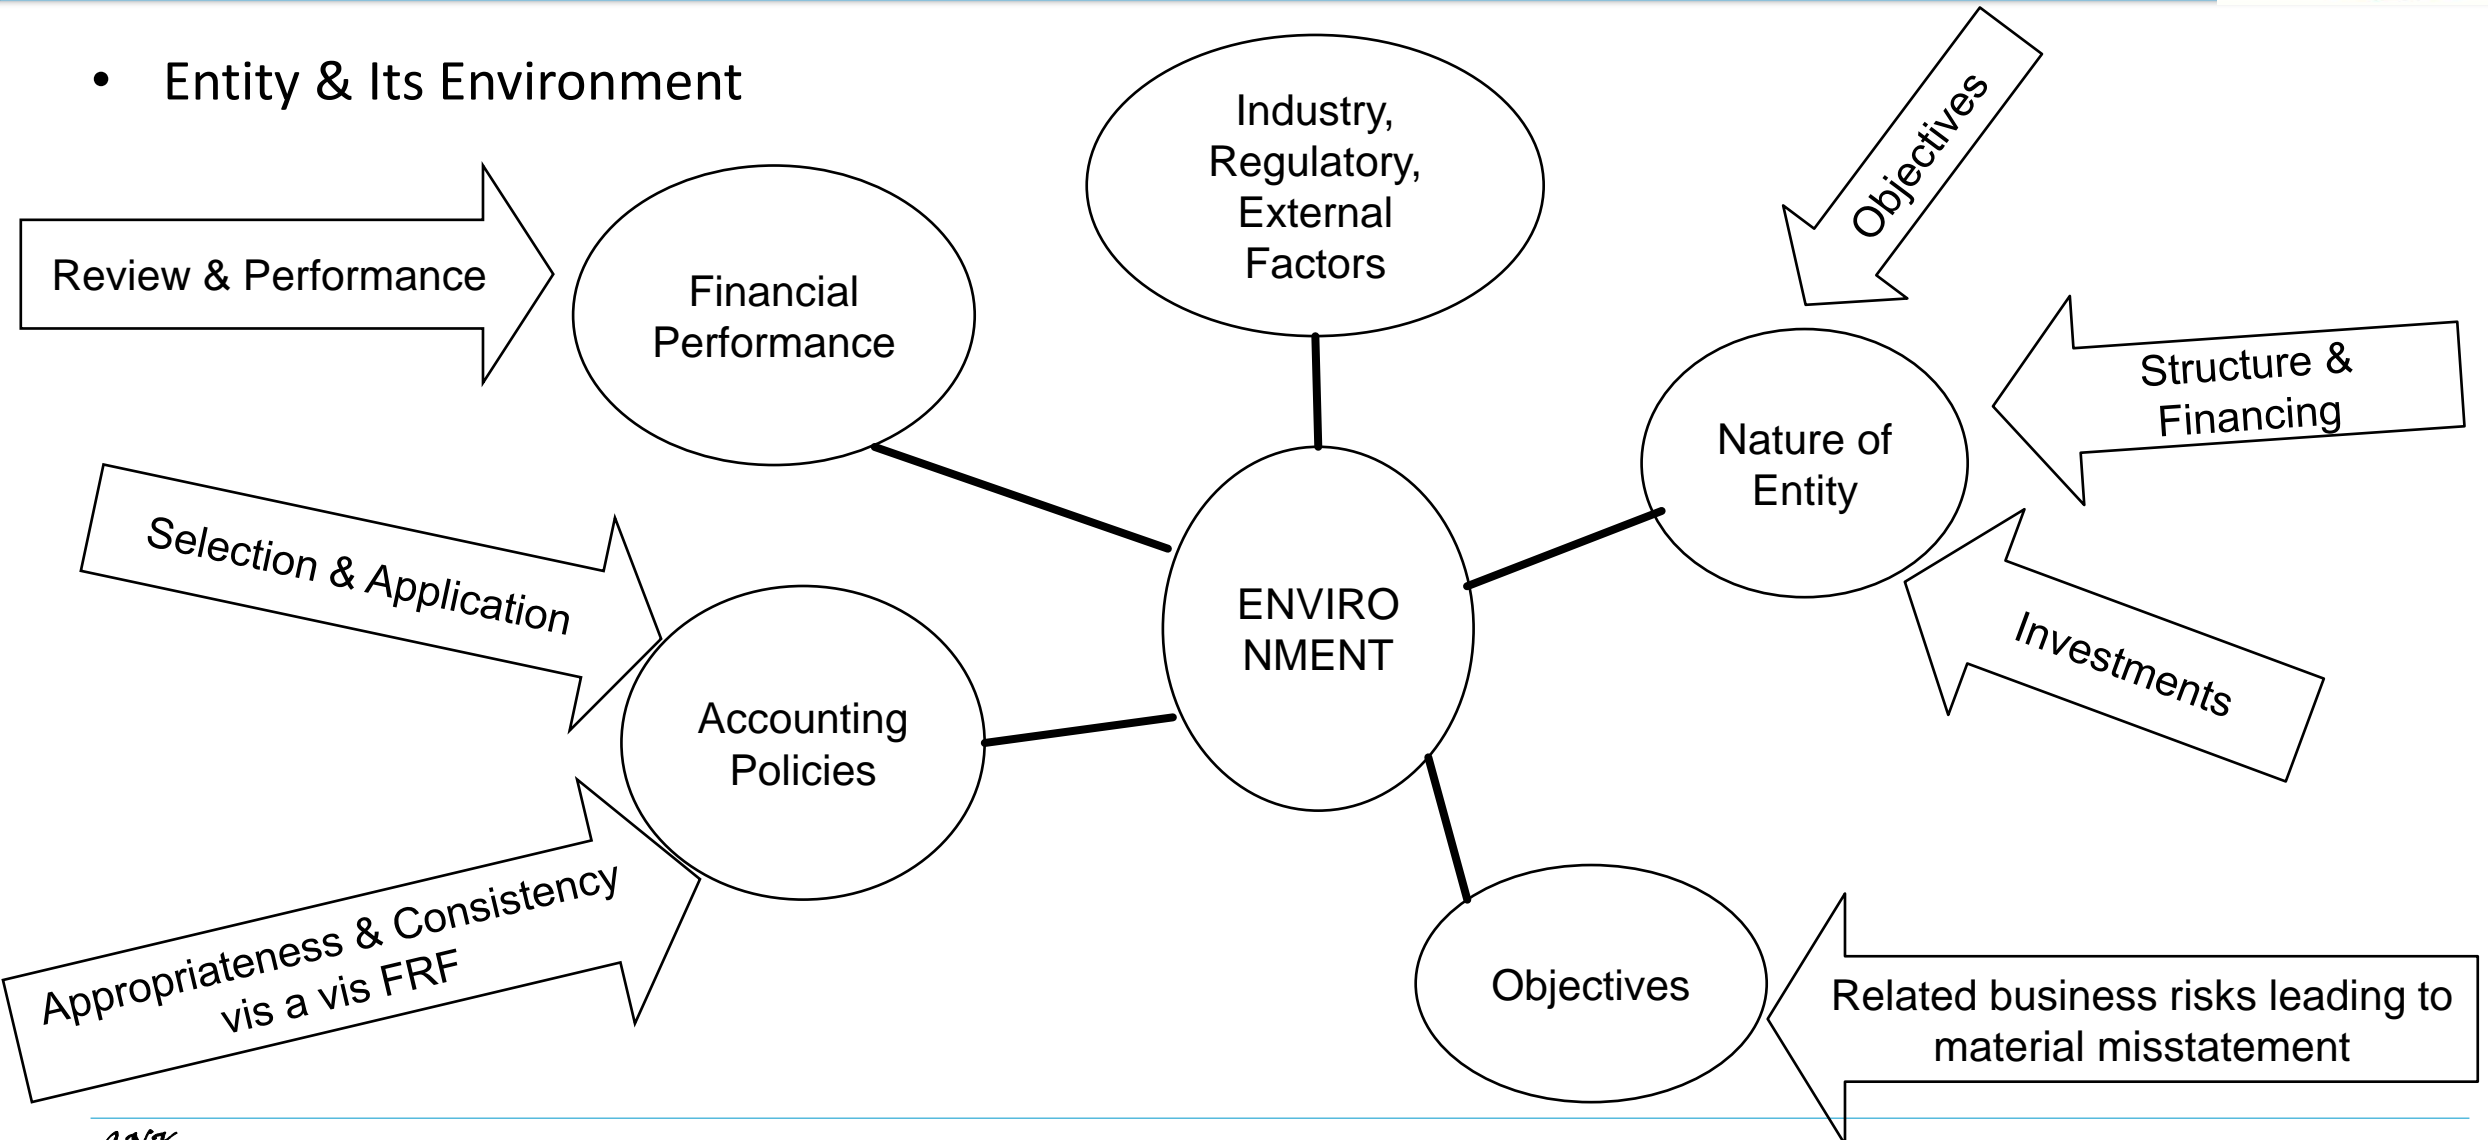 • Entity & Its Environment
Industry,
Regulatory,
External
Factors
Objectives
Review & Performance
Financial
Performance
Structure &
Financing
Nature of
Entity
Selection & Application
ENVIRO
NMENT
Investments
Accounting
Policies
Appropriateness & Consistency
vis a vis FRF
Objectives
Related business risks leading to
material misstatement